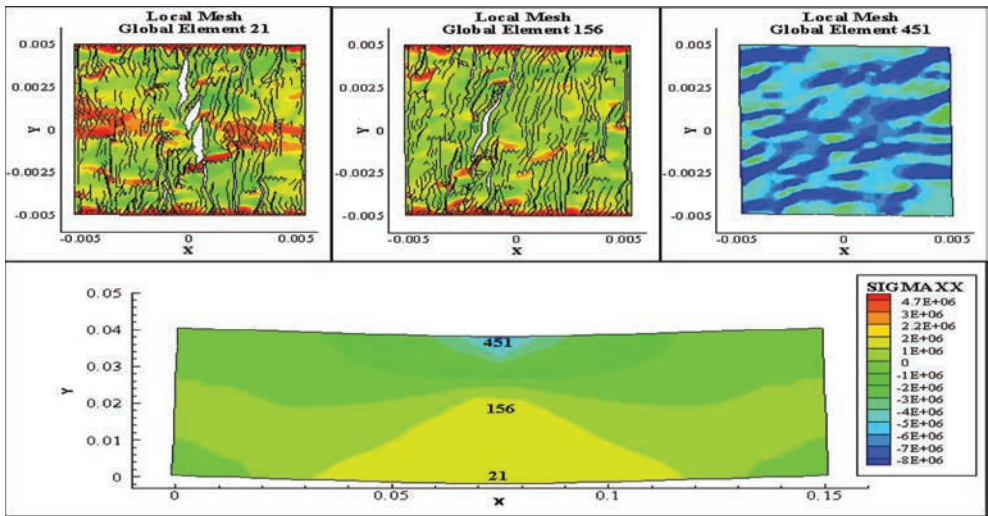 Local Mesh
Global Element 21
0.005
0.0025
Y 0
-0.0025
-0.005
-0.005 0 0.005
X
Local Mesh
Global Element 156
0.005
0.0025
Y 0
-0.0025
-0.005
-0.005 0 0.005
X
Local Mesh
Global Element 451
0.005
0.0025
Y 0
-0.0025
-0.005
-0.005 0 0.005
X
0.05
0.04
0.03
Y
0.02
0.01
0
451
156
21
0 0.05 0.1 0.15
X
SIGMAXX
4.7E+06
3E+06
2.2E+06
2E+06
1E+06
0
-1E+06
-2E+06
-3E+06
-4E+06
-5E+06
-6E+06
-7E+06
-8E+06